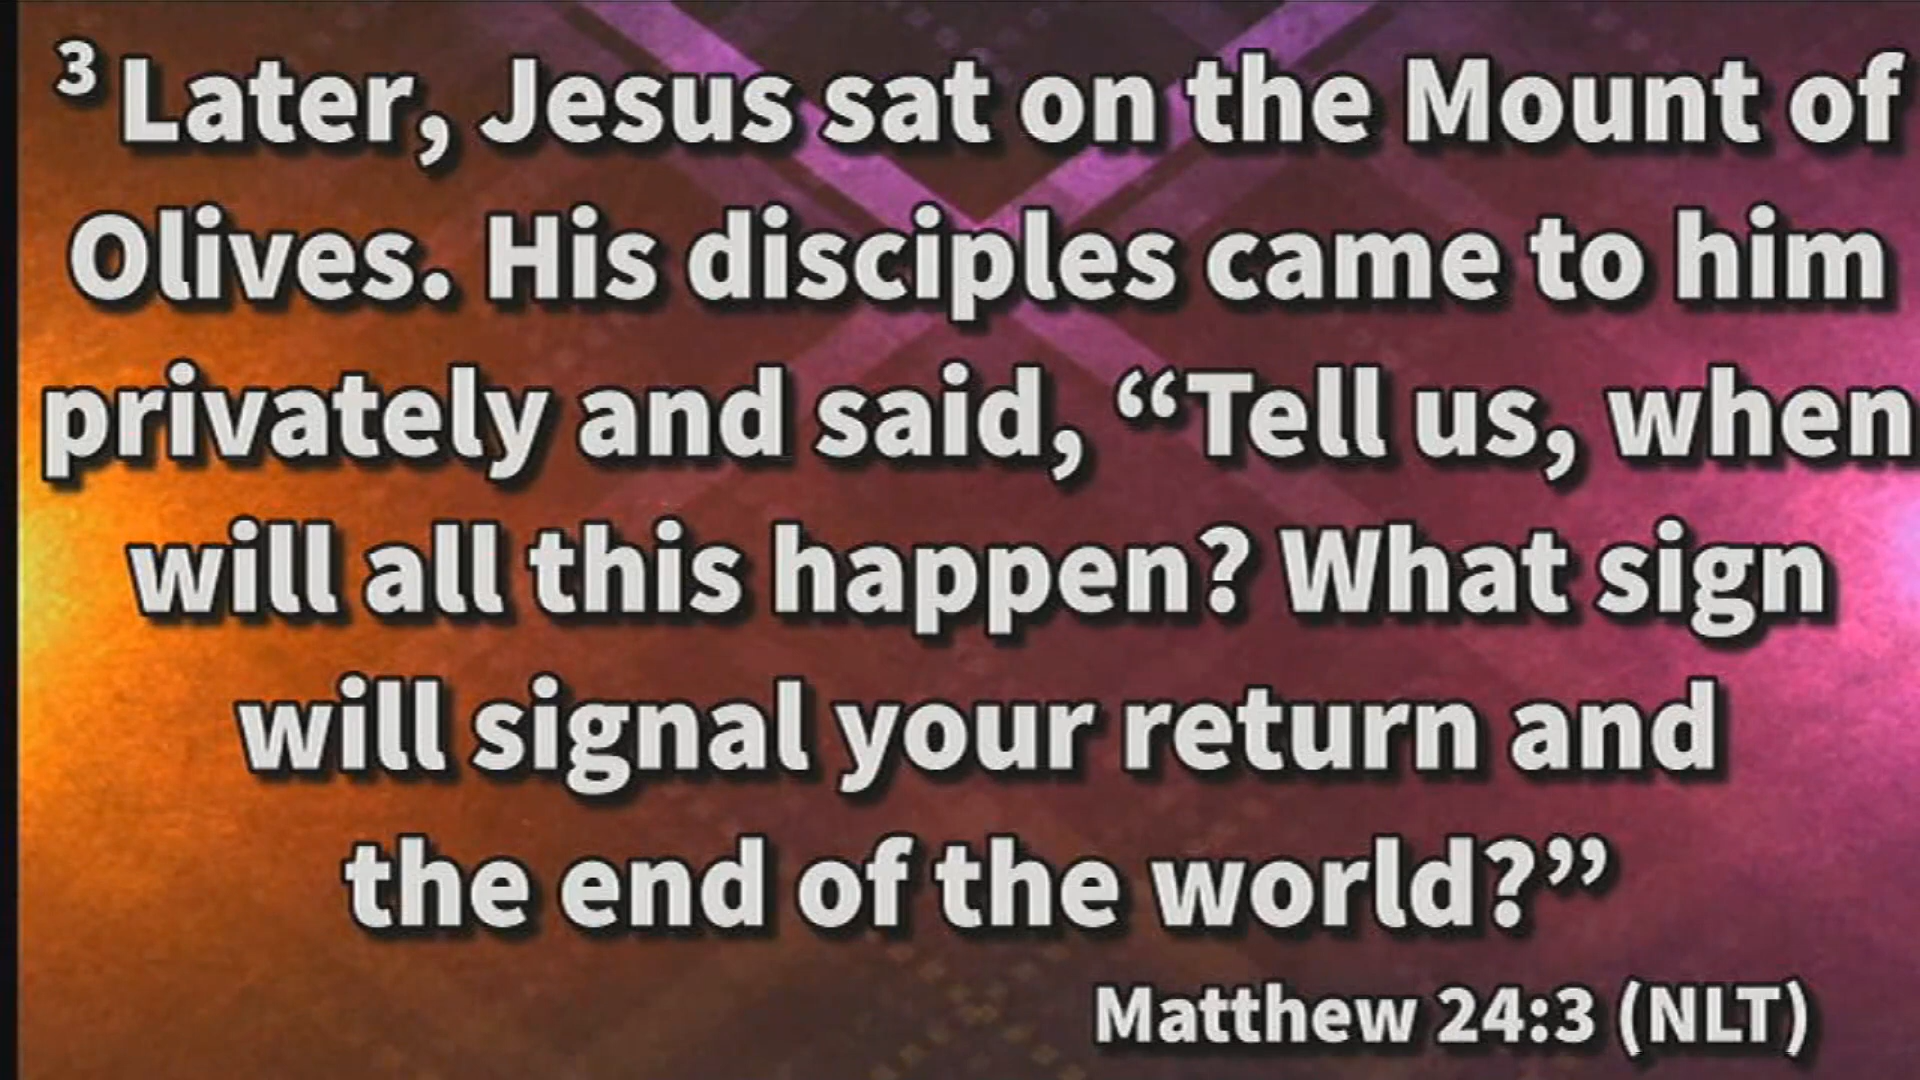 ³ Later, Jesus sat on the Mount of
Olives. His disciples came to him
privately and said, “Tell us, when
will all this happen? What sign
will signal your return and
the end of the world?”
Matthew 24:3 (NLT)